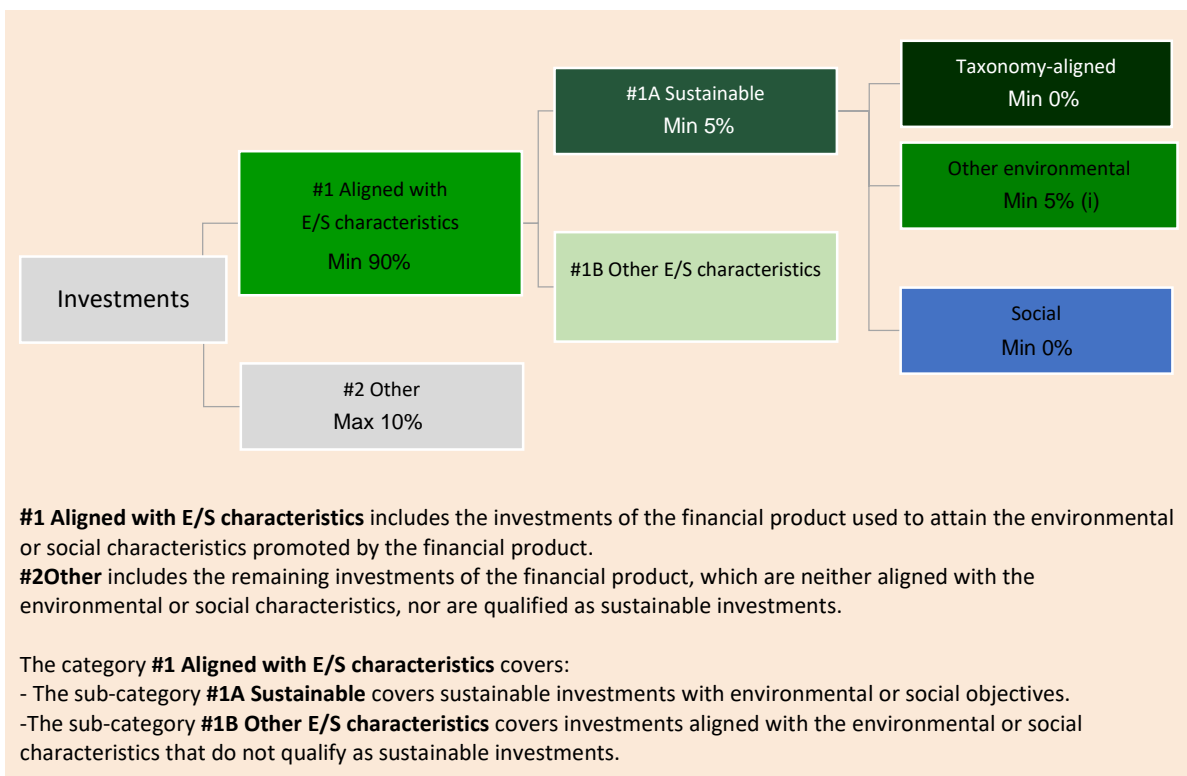 Investments
#1 Aligned with
E/S characteristics
Min 90%
#2 Other
Max 10%
#1A Sustainable
Min 5%
#1B Other E/S characteristics
Taxonomy-aligned
Min 0%
Other environmental
Min 5% (i)
Social
Min 0%
#1 Aligned with E/S characteristics includes the investments of the financial product used to attain the environmental
or social characteristics promoted by the financial product.
#2Other includes the remaining investments of the financial product, which are neither aligned with the
environmental or social characteristics, nor are qualified as sustainable investments.
The category #1 Aligned with E/S characteristics covers:
- The sub-category #1A Sustainable covers sustainable investments with environmental or social objectives.
-The sub-category #1B Other E/S characteristics covers investments aligned with the environmental or social
characteristics that do not qualify as sustainable investments.